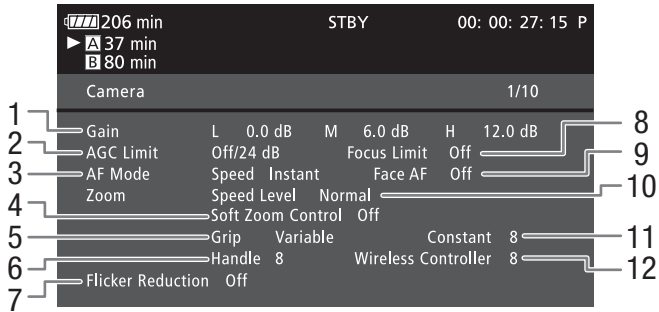 206 min STBY 00: 00: 27: 15 P
A 37 min
B 80 min
Camera 1/10
1 Gain L 0.0 dB M 6.0 dB H 12.0 dB 8
2 AGC Limit Off/24 dB Focus Limit Off 9
3 AF Mode Speed Instant Face AF Off 10
Zoom Speed Level Normal
4 Soft Zoom Control Off
5 Grip Variable Constant 8 11
6 Handle 8 Wireless Controller 8 12
7 Flicker Reduction Off